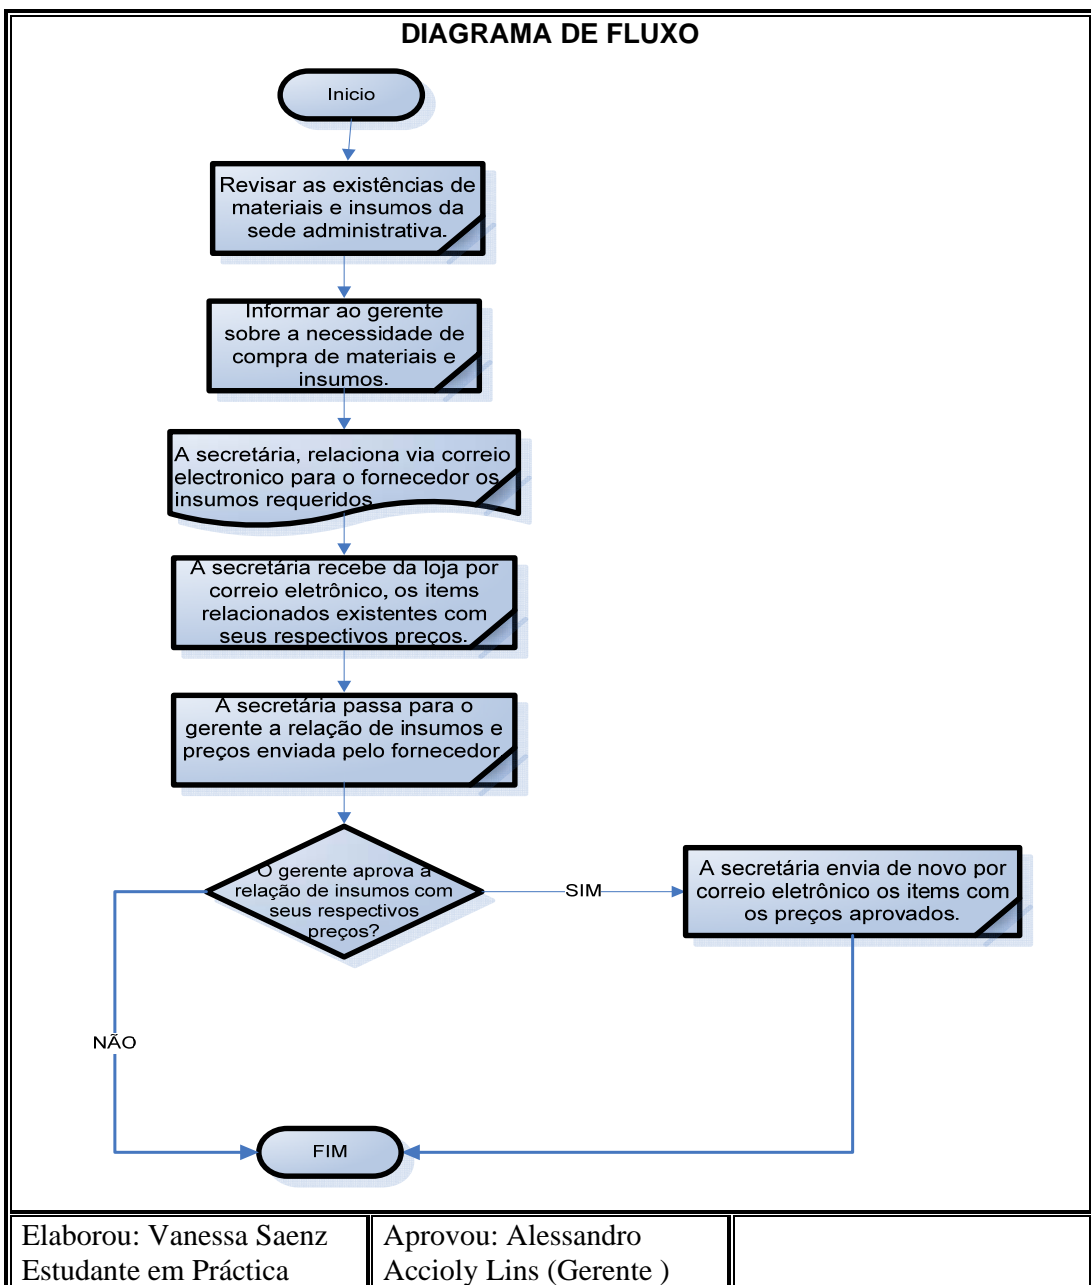 DIAGRAMA DE FLUXO
Inicio
Revisar as existências de
materiais e insumos da
sede administrativa.
Informar ao gerente
sobre a necessidade de
compra de materiais e
insumos.
A secretária, relaciona via correio
electronico para o fornecedor os
insumos requeridos.
A secretária recebe da loja por
correio eletrônico, os items
relacionados existentes com
seus respectivos preços.
A secretária passa para o
gerente a relação de insumos e
preços enviada pelo fornecedor.
O gerente aprova a
relação de insumos com
seus respectivos
preços?
SIM
A secretária envia de novo por
correio eletrônico os items com
os preços aprovados.
NÃO
FIM
Elaborou: Vanessa Saenz
Estudante em Práctica
Aprovou: Alessandro
Accioly Lins (Gerente )